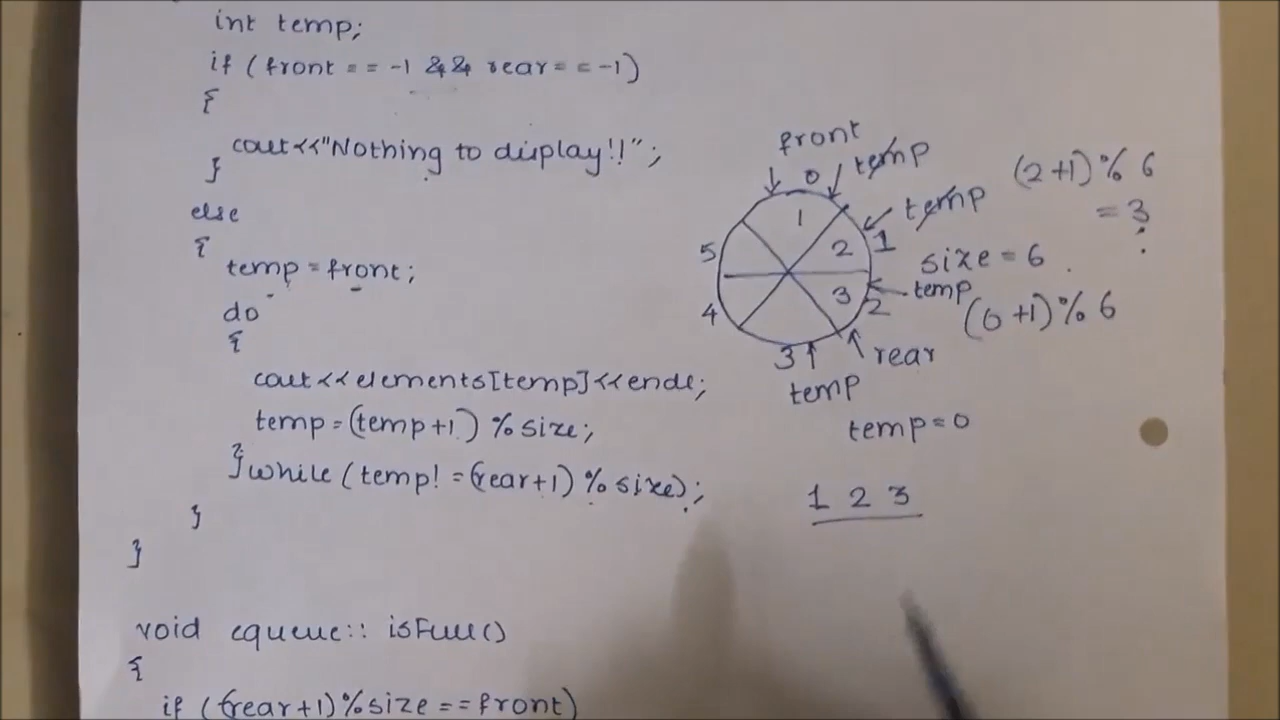 int temp;
if (front == -1 && rear == -1)
{
cout<<"Nothing to display!!";
}
else
{
temp = front;
do
{
cout<<elements[temp]<<endl;
temp = (temp+1) % size;
}while (temp! = (rear+1) % size);
}
}
void cqueue:: isFull()
{
if ((rear+1)%size == front)
front
temp
0
temp
1
1
2
5
3
temp
2
4
3
rear
temp
(2+1) % 6
= 3
size = 6
(0+1) % 6
temp = 0
1 2 3